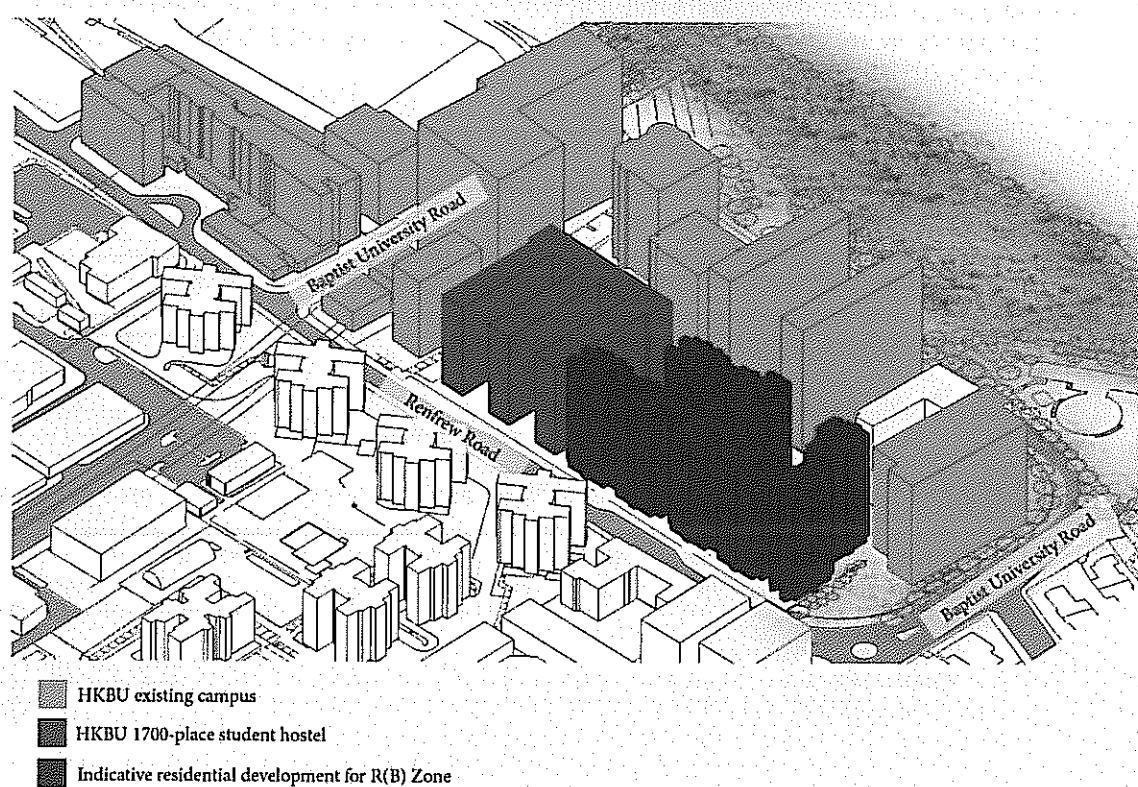 Baptist University Road
Renfrew Road
Baptist University Road
HKBU existing campus
HKBU 1700-place student hostel
Indicative residential development for R(B) Zone